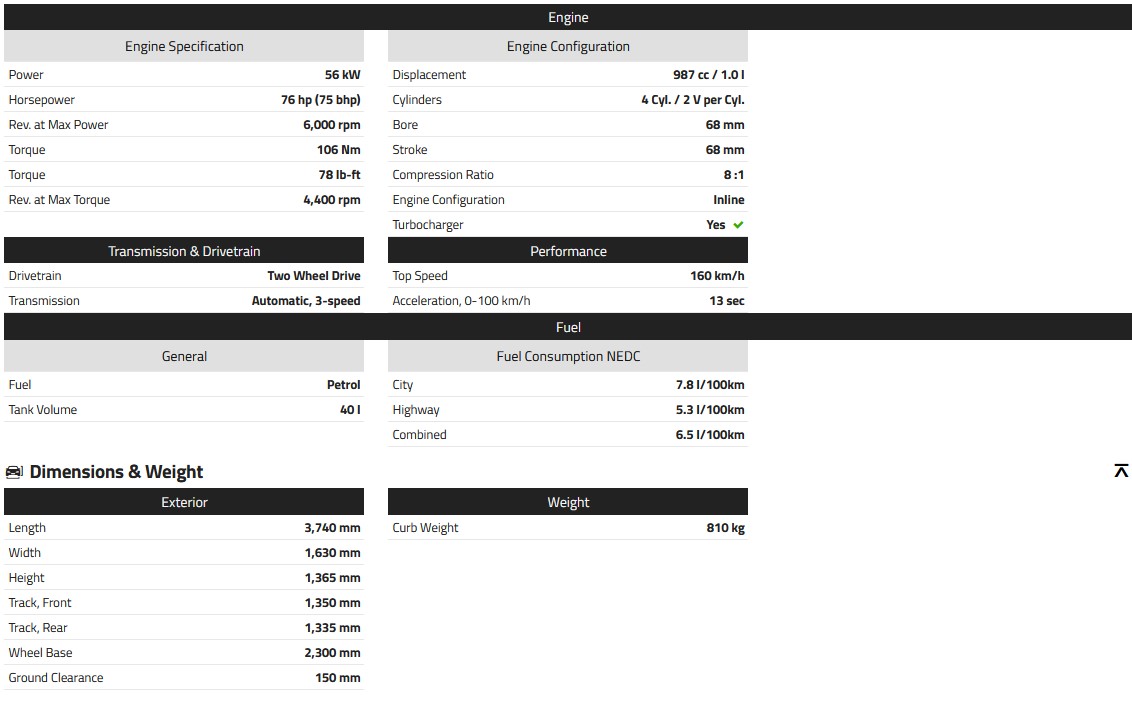 Engine
Engine Specification
Power 56 kW
Horsepower 76 hp (75 bhp)
Rev. at Max Power 6,000 rpm
Torque 106 Nm
Torque 78 lb-ft
Rev. at Max Torque 4,400 rpm
Engine Configuration
Displacement 987 cc / 1.0 l
Cylinders 4 Cyl. / 2 V per Cyl.
Bore 68 mm
Stroke 68 mm
Compression Ratio 8 :1
Engine Configuration Inline
Turbocharger Yes
Transmission & Drivetrain
Drivetrain Two Wheel Drive
Transmission Automatic, 3-speed
Performance
Top Speed 160 km/h
Acceleration, 0-100 km/h 13 sec
Fuel
General
Fuel Petrol
Tank Volume 40 l
Fuel Consumption NEDC
City 7.8 l/100km
Highway 5.3 l/100km
Combined 6.5 l/100km
Dimensions & Weight
Exterior
Length 3,740 mm
Width 1,630 mm
Height 1,365 mm
Track, Front 1,350 mm
Track, Rear 1,335 mm
Wheel Base 2,300 mm
Ground Clearance 150 mm
Weight
Curb Weight 810 kg